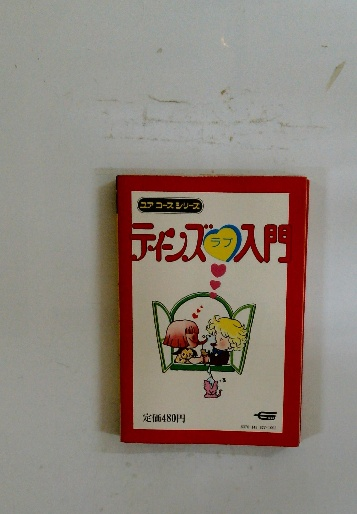 ユア コース シリーズ
ティーンズラブ入門
定価480円